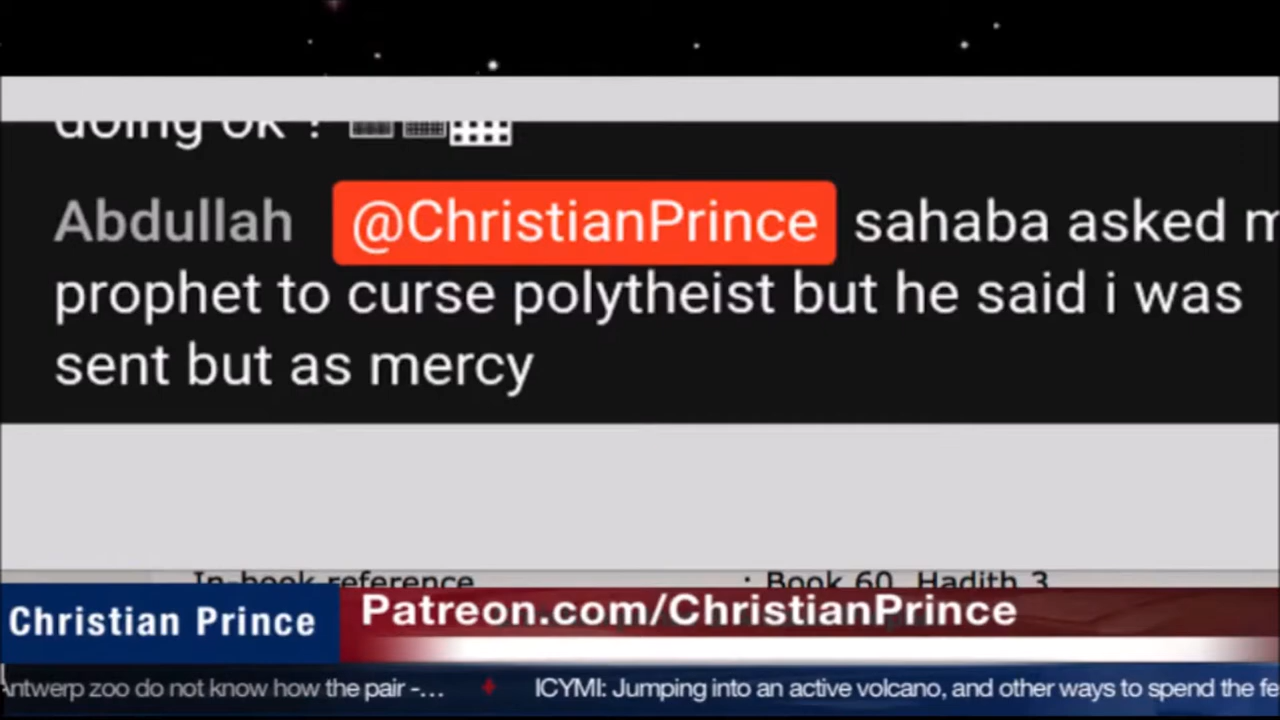 doing ok ?
Abdullah @ChristianPrince sahaba asked
prophet to curse polytheist but he said i was
sent but as mercy
In-book reference : Book 60, Hadith 3
Christian Prince
Patreon.com/ChristianPrince
Antwerp zoo do not know how the pair -… ICYMI: Jumping into an active volcano, and other ways to spend the